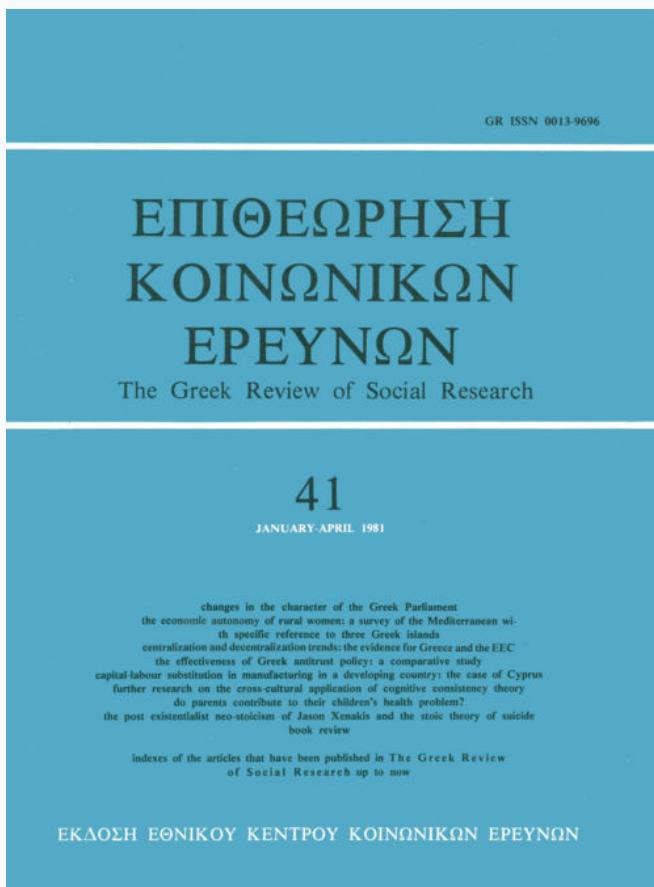 GR ISSN 0013-9696
ΕΠΙΘΕΩΡΗΣΗ
ΚΟΙΝΩΝΙΚΩΝ
ΕΡΕΥΝΩΝ
The Greek Review of Social Research
41
JANUARY-APRIL 1981
changes in the character of the Greek Parliament
the economic autonomy of rural women: a survey of the Mediterranean wi-
th specific reference to three Greek islands
centralization and decentralization trends: the evidence for Greece and the EEC
the effectiveness of Greek antitrust policy: a comparative study
capital-labour substitution in manufacturing in a developing country: the case of Cyprus
further research on the cross-cultural application of cognitive consistency theory
do parents contribute to their children's health problem?
the post existentialist neo-stoicism of Jason Xenakis and the stoic theory of suicide
book review
indexes of the articles that have been published in The Greek Review
of Social Research up to now
ΕΚΔΟΣΗ ΕΘΝΙΚΟΥ ΚΕΝΤΡΟΥ ΚΟΙΝΩΝΙΚΩΝ ΕΡΕΥΝΩΝ